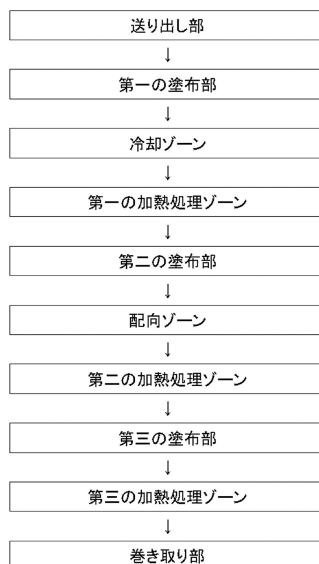 送り出し部
↓
第一の塗布部
↓
冷却ゾーン
↓
第一の加熱処理ゾーン
↓
第二の塗布部
↓
配向ゾーン
↓
第二の加熱処理ゾーン
↓
第三の塗布部
↓
第三の加熱処理ゾーン
↓
巻き取り部